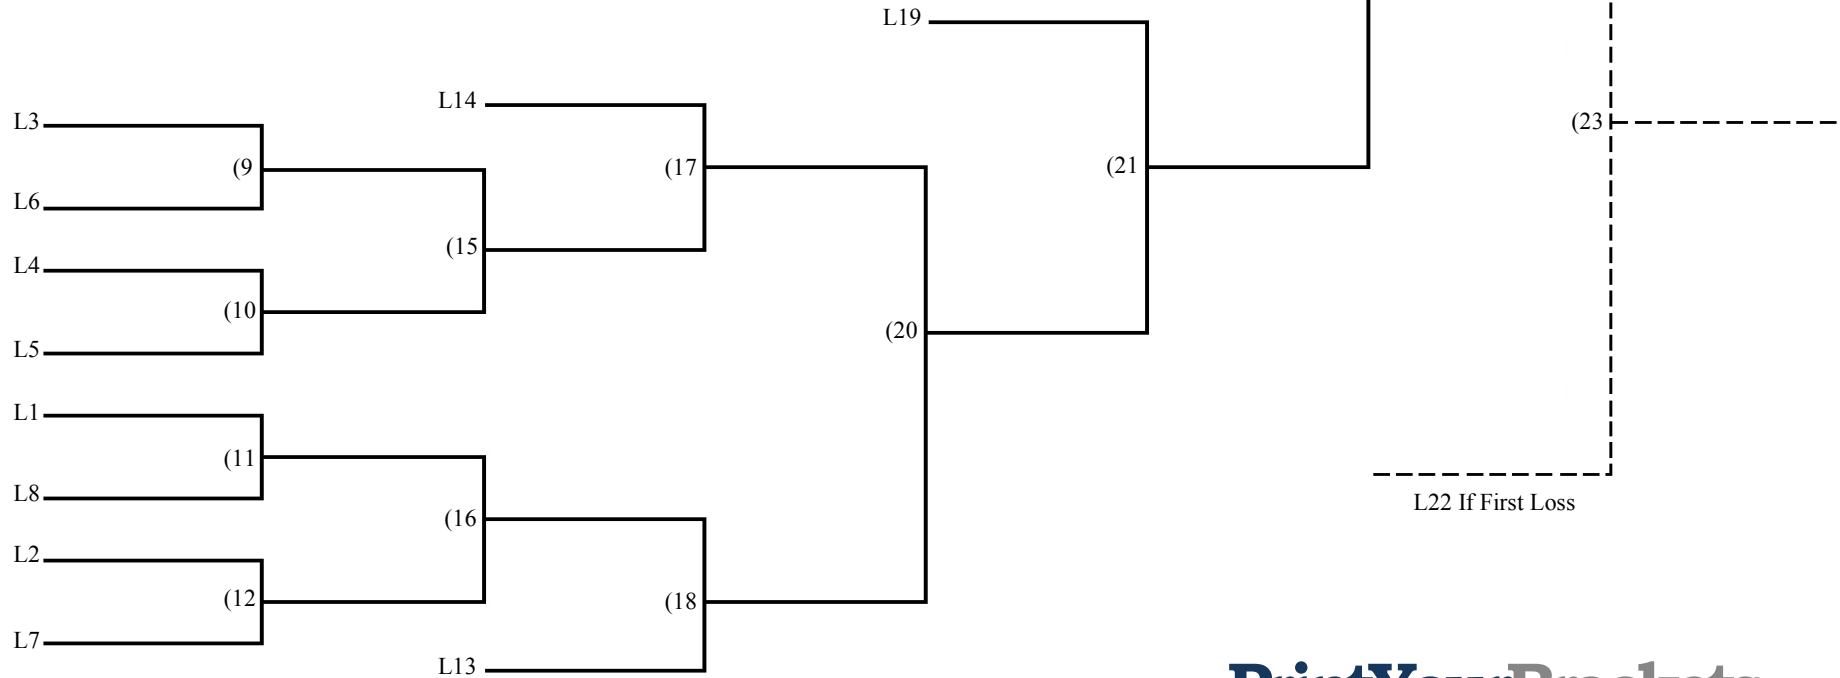 L19
L14
L3
(23
(9
(17
(21
L6
(15
L4
(10
(20
L5
L1
(11
L8
L22 If First Loss
(16
L2
(12
(18
L7
L13
PrintYourBrackets